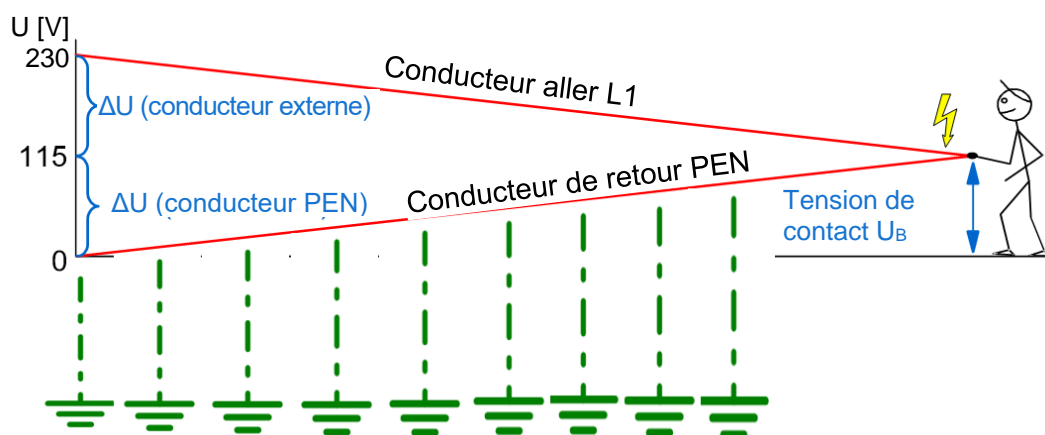 U [V]
230
Conducteur aller L1
ΔU (conducteur externe)
115
Conducteur de retour PEN
ΔU (conducteur PEN)
Tension de
contact UB
0